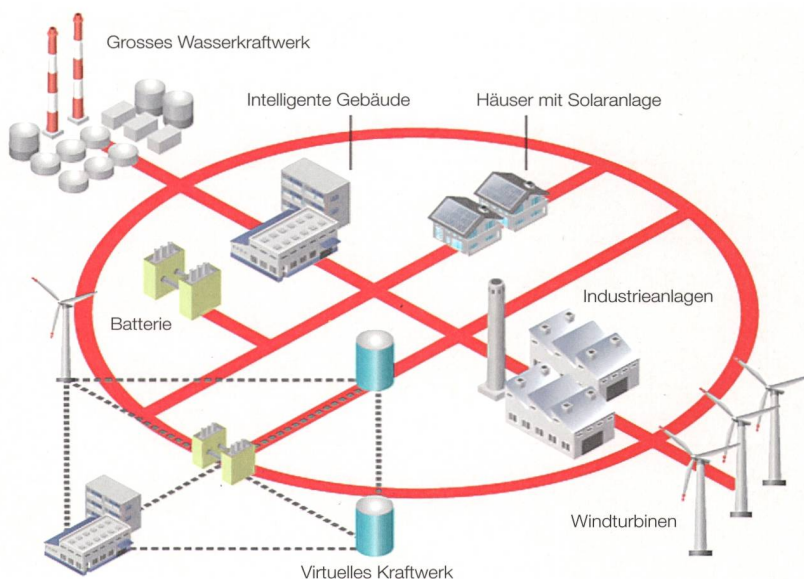 Grosses Wasserkraftwerk
Intelligente Gebäude
Häuser mit Solaranlage
Industrieanlagen
Batterie
Windturbinen
Virtuelles Kraftwerk